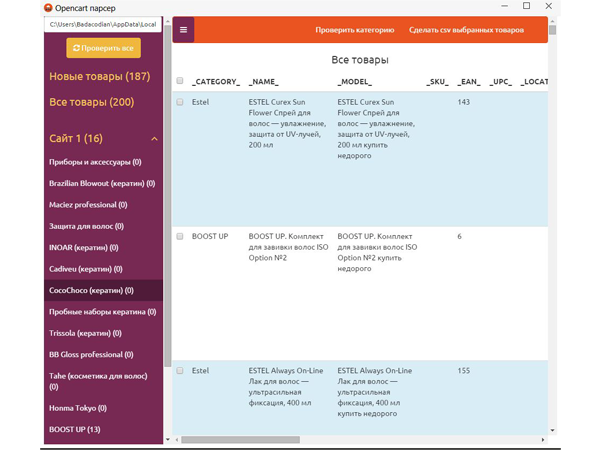 Opencart парсер
C:\Users\Badacodian\AppData\Local
Проверить все
Новые товары (187)
Все товары (200)
Сайт 1 (16)
Приборы и аксессуары (0)
Brazilian Blowout (кератин) (0)
Maciez professional (0)
Защита для волос (0)
INOAR (кератин) (0)
Cadiveu (кератин) (0)
CocoChoco (кератин) (0)
Пробные наборы кератина (0)
Trissola (кератин) (0)
BB Gloss professional (0)
Tahe (косметика для волос)
(0)
Honma Tokyo (0)
BOOST UP (13)
Проверить категорию Сделать csv выбранных товаров
Все товары
_CATEGORY_ _NAME_ _MODEL_ _SKU_ _EAN_ _UPC_ _LOCAT
Estel
ESTEL Curex Sun
Flower Спрей для
волос — увлажнение,
защита от UV-лучей,
200 мл
ESTEL Curex Sun
Flower Спрей для
волос — увлажнение,
защита от UV-лучей,
200 мл купить
недорого
143
BOOST UP
BOOST UP. Комплект
для завивки волос ISO
Option №2
BOOST UP. Комплект
для завивки волос ISO
Option №2 купить
недорого
6
Estel
ESTEL Always On-Line
Лак для волос —
ультрасильная
фиксация, 400 мл
ESTEL Always On-Line
Лак для волос —
ультрасильная
фиксация, 400 мл
купить недорого
155